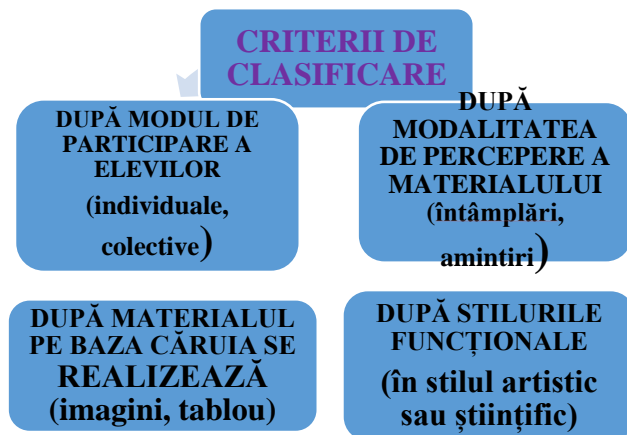 CRITERII DE
CLASIFICARE
DUPĂ MODUL DE
PARTICIPARE A
ELEVILOR
(individuale,
colective)
DUPĂ
MODALITATEA
DE PERCEPERE A
MATERIALULUI
(întâmplări,
amintiri)
DUPĂ MATERIALUL
PE BAZA CĂRUIA SE
REALIZEAZĂ
(imagini, tablou)
DUPĂ STILURILE
FUNCȚIONALE
(în stilul artistic
sau științific)